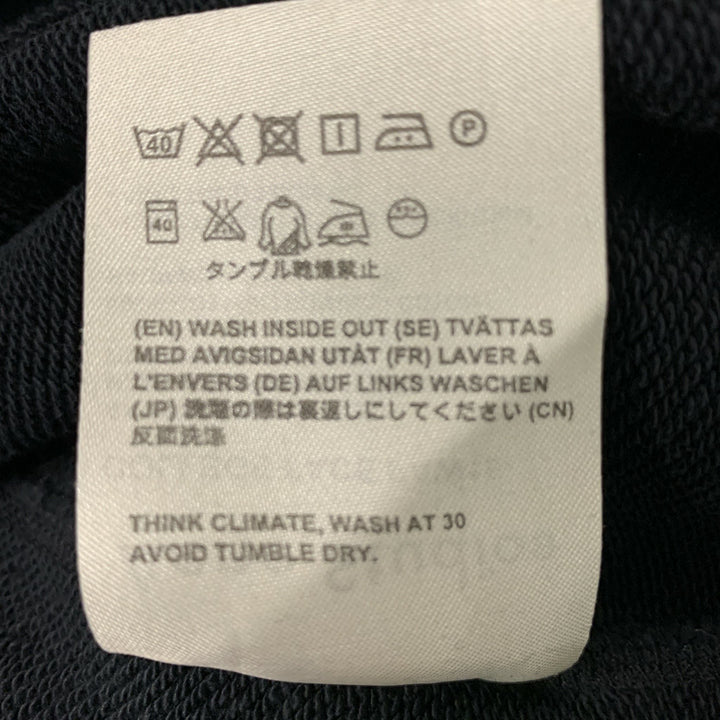 40 P
40
タンブル乾燥禁止
(EN) WASH INSIDE OUT (SE) TVÄTTAS
MED AVIGSIDAN UTÅT (FR) LAVER À
L'ENVERS (DE) AUF LINKS WASCHEN
(JP) 洗濯の際は裏返しにしてください (CN)
反面洗涤
THINK CLIMATE, WASH AT 30
AVOID TUMBLE DRY.